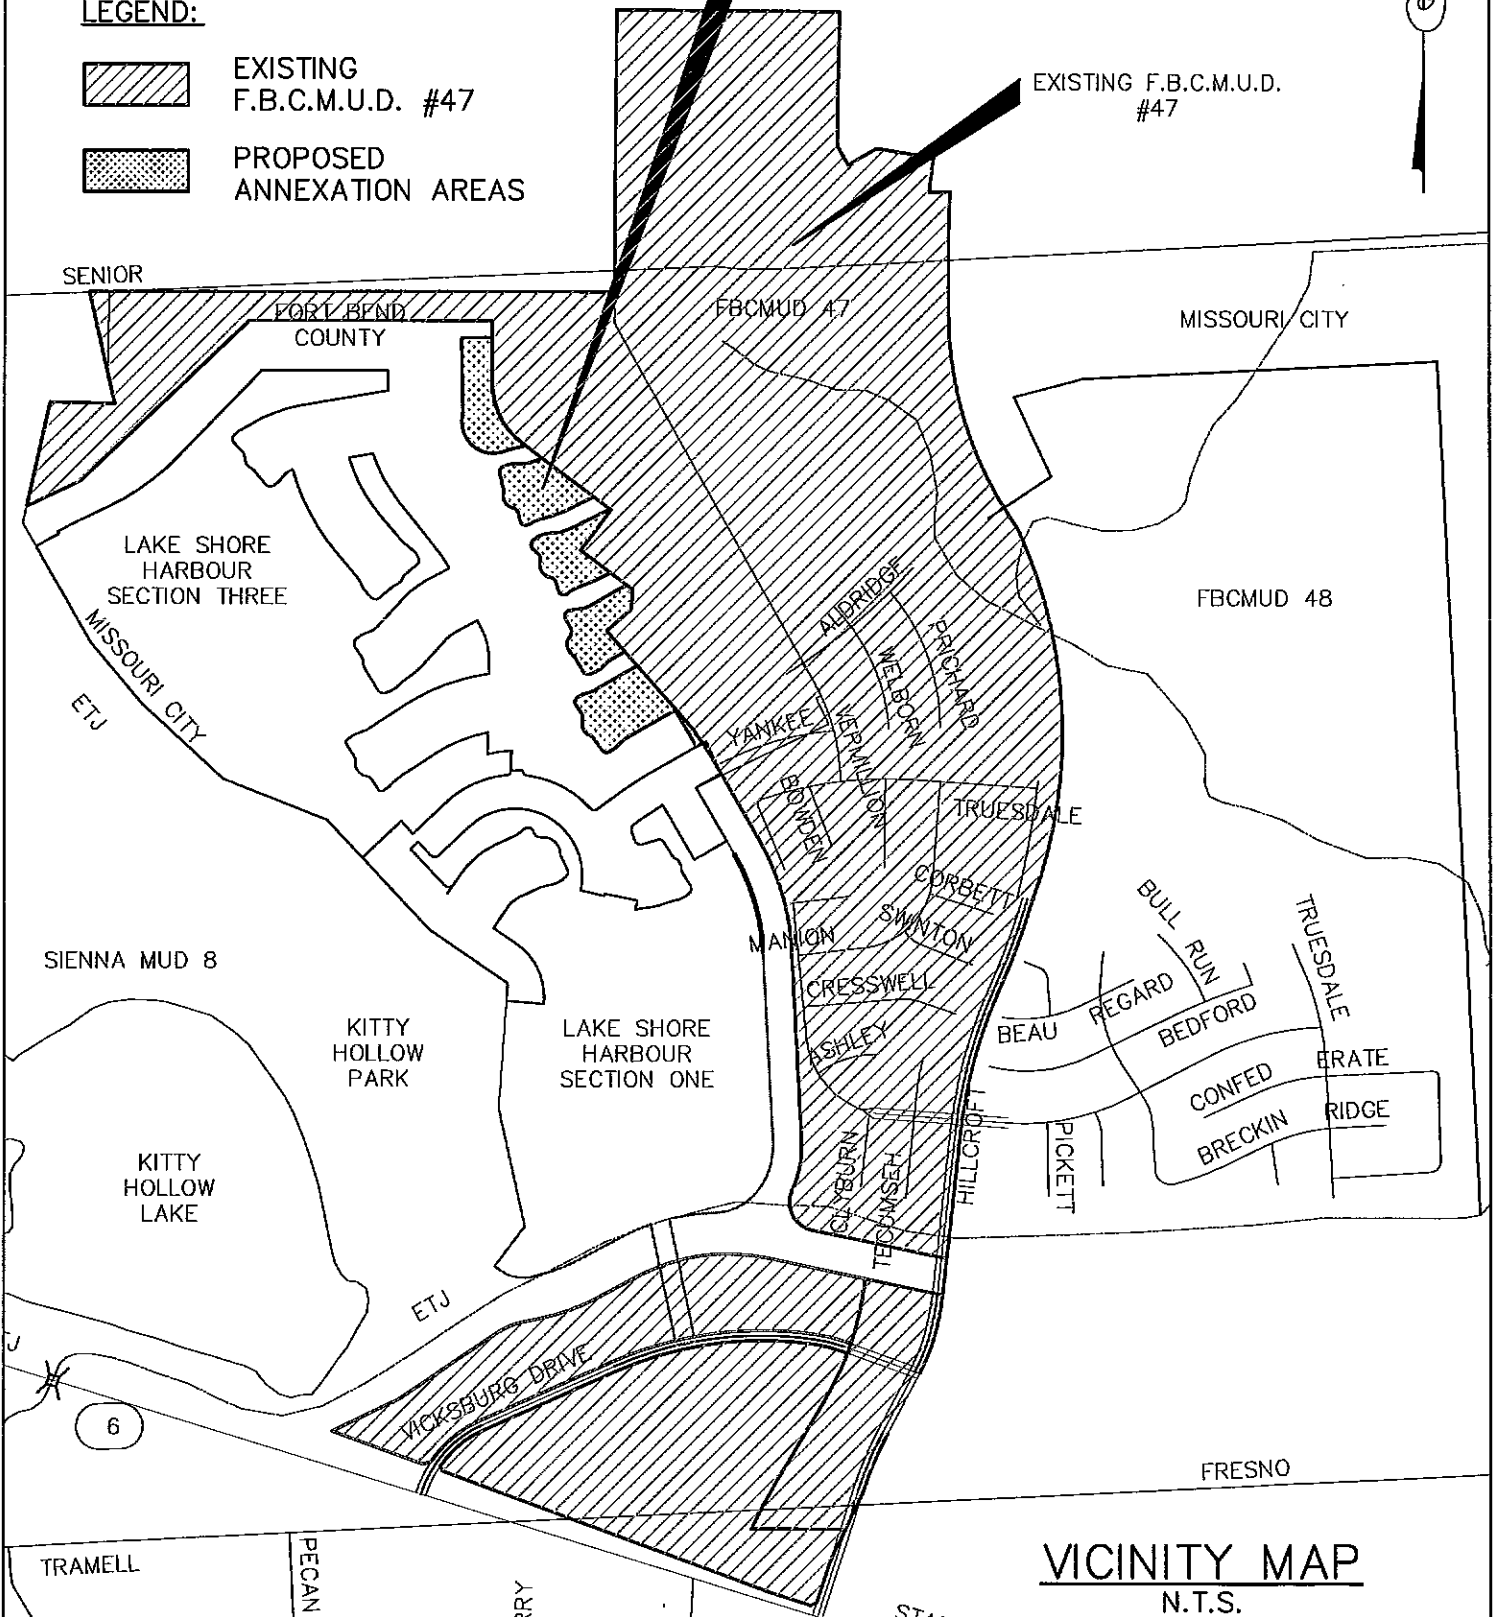 LEGEND:
EXISTING
F.B.C.M.U.D. #47
PROPOSED
ANNEXATION AREAS
EXISTING F.B.C.M.U.D.
#47
SENIOR
FORT BEND
COUNTY
FBCMUD 47
MISSOURI CITY
LAKE SHORE
HARBOUR
SECTION THREE
MISSOURI CITY
ETJ
FBCMUD 48
ALDRIDGE
PRICHARD
WELBORN
YANKEE
VERMILLION
BOWDEN
TRUESDALE
CORBETT
SWINTON
MANION
CRESSWELL
ASHLEY
BULL RUN
TRUESDALE
SIENNA MUD 8
KITTY
HOLLOW
PARK
LAKE SHORE
HARBOUR
SECTION ONE
BEAU REGARD
BEDFORD
CONFED ERATE
BRECKIN RIDGE
KITTY
HOLLOW
LAKE
CLYBURN
TECOMSEH
HILLCROFT
PICKETT
ETJ
VICKSBURG DRIVE
6
FRESNO
TRAMELL
PECAN
VICINITY MAP
N.T.S.